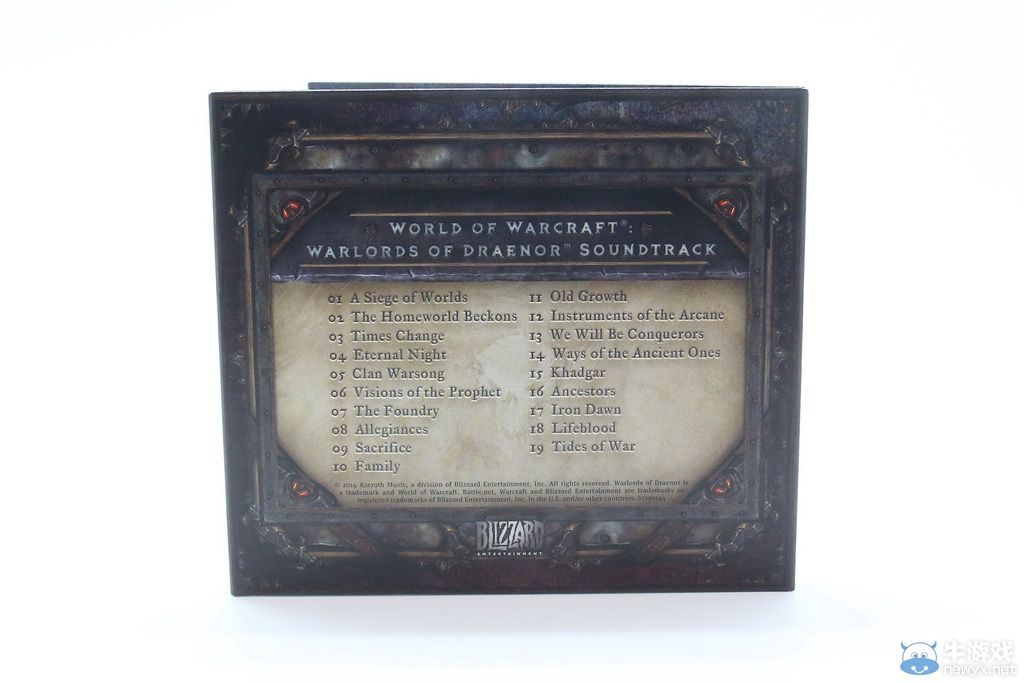 WORLD OF WARCRAFT®:
WARLORDS OF DRAENOR™ SOUNDTRACK
01 A Siege of Worlds
02 The Homeworld Beckons
03 Times Change
04 Eternal Night
05 Clan Warsong
06 Visions of the Prophet
07 The Foundry
08 Allegiances
09 Sacrifice
10 Family
11 Old Growth
12 Instruments of the Arcane
13 We Will Be Conquerors
14 Ways of the Ancient Ones
15 Khadgar
16 Ancestors
17 Iron Dawn
18 Lifeblood
19 Tides of War
© 2014 Azeroth Music, a division of Blizzard Entertainment, Inc. All rights reserved. Warlords of Draenor is
a trademark and World of Warcraft, Battle.net, Warcraft and Blizzard Entertainment are trademarks or
registered trademarks of Blizzard Entertainment, Inc. in the U.S. and/or other countries.
BLIZZARD
ENTERTAINMENT
牛游戏
newyx.net